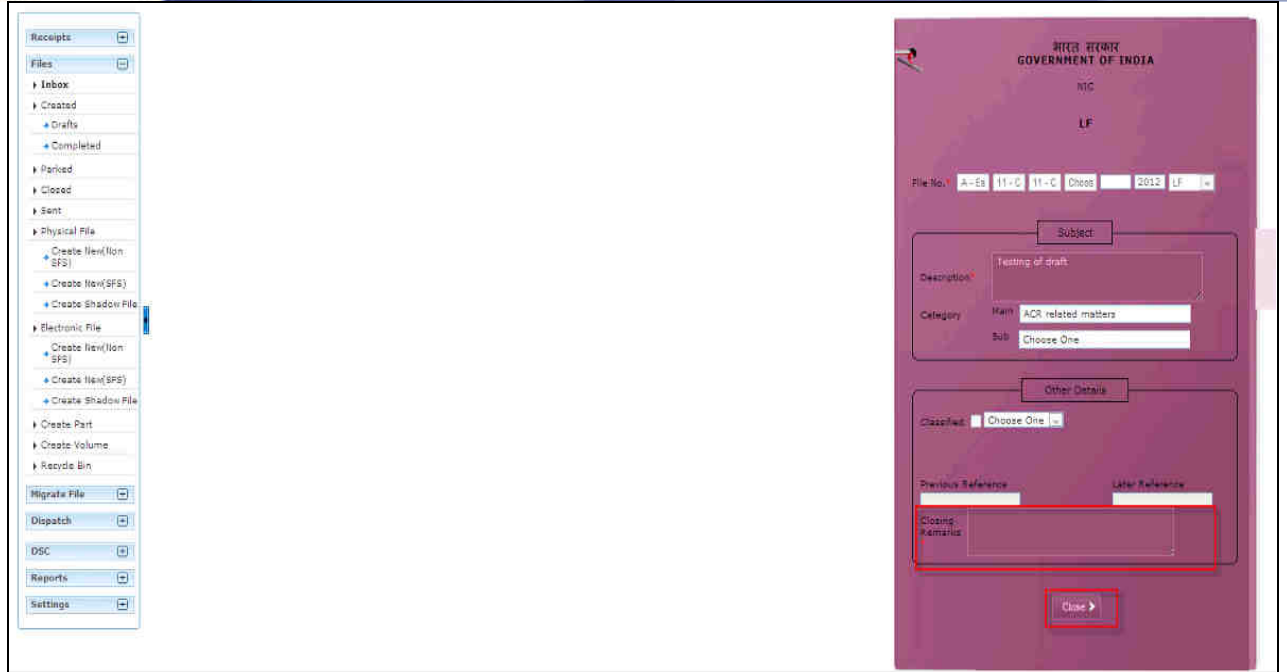 Receipts
Files
Inbox
Created
Drafts
Completed
Parked
Closed
Sent
Physical File
Create New(Non
SFS)
Create New(SFS)
Create Shadow File
Electronic File
Create New(Non
SFS)
Create New(SFS)
Create Shadow File
Create Part
Create Volume
Recycle Bin
Migrate File
Dispatch
DSC
Reports
Settings
भारत सरकार
GOVERNMENT OF INDIA
NIC
LF
File No.* A - Es 11 - C 11 - C Choos 2012 LF
Subject
Description* Testing of draft
Category Main ACR related matters
Sub Choose One
Other Details
Classified Choose One
Previous Reference Later Reference
Closing
Remarks
Close